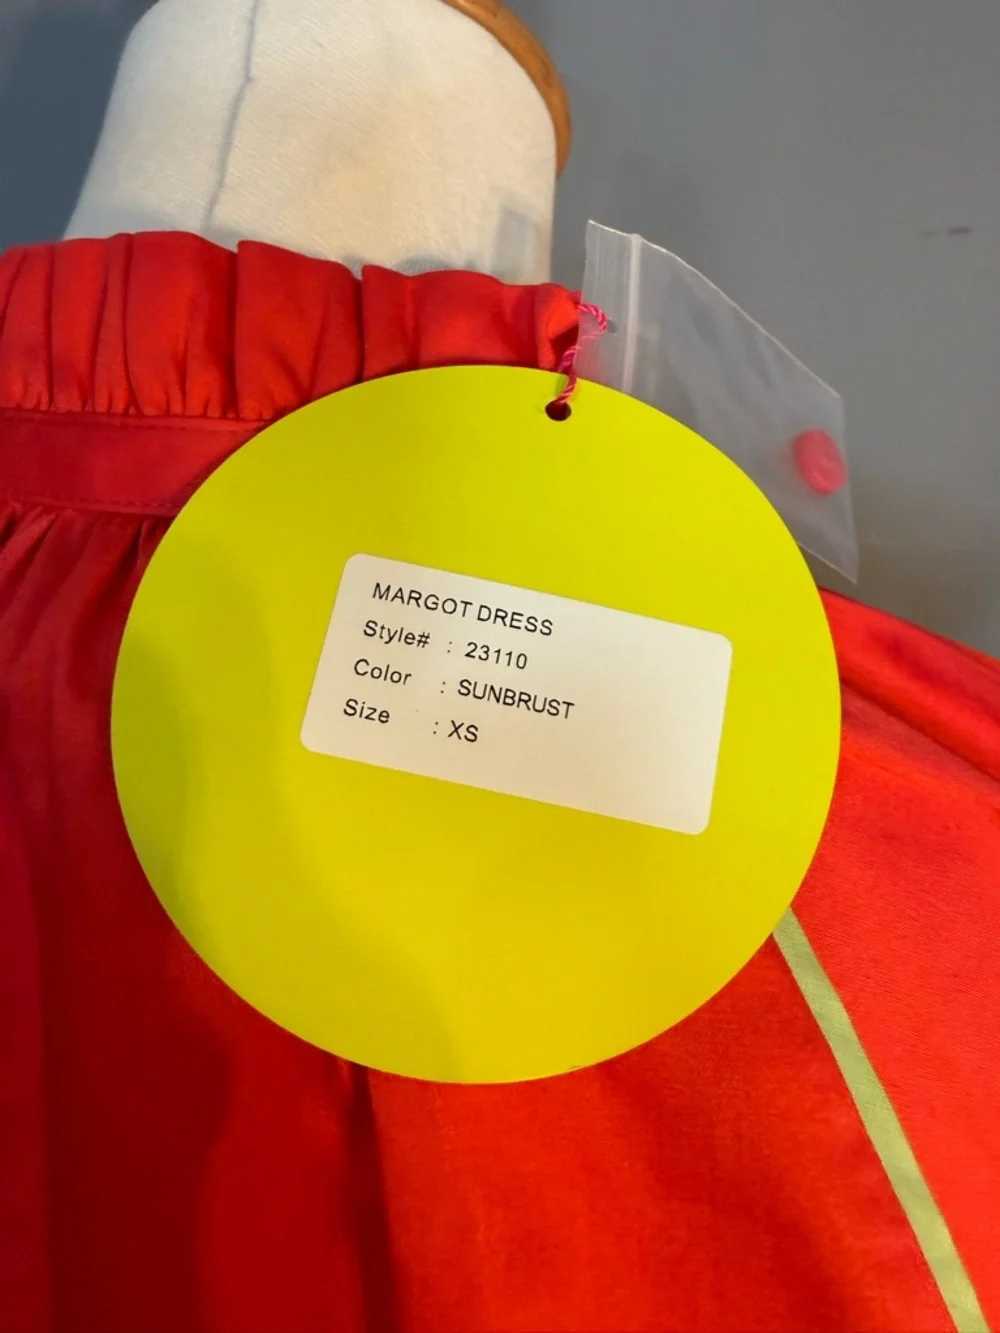 MARGOT DRESS
Style# : 23110
Color : SUNBRUST
Size : XS